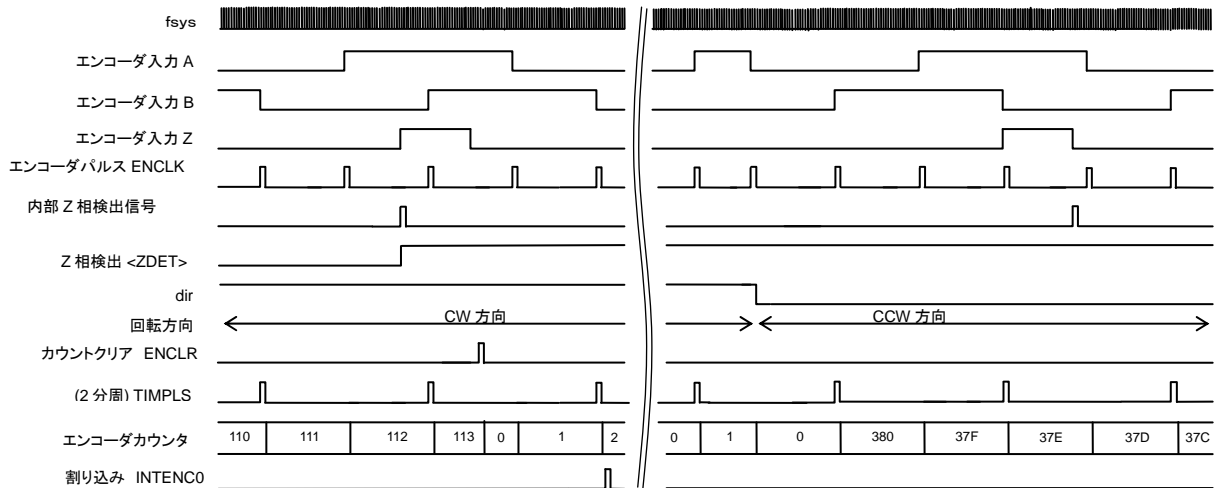 fsys
エンコーダ入力 A
エンコーダ入力 B
エンコーダ入力 Z
エンコーダパルス ENCLK
内部 Z 相検出信号
Z 相検出 <ZDET>
dir
回転方向 CW 方向 CCW 方向
カウントクリア ENCLR
(2 分周) TIMPLS
エンコーダカウンタ 110 111 112 113 0 1 2 0 1 0 380 37F 37E 37D 37C
割り込み INTENC0